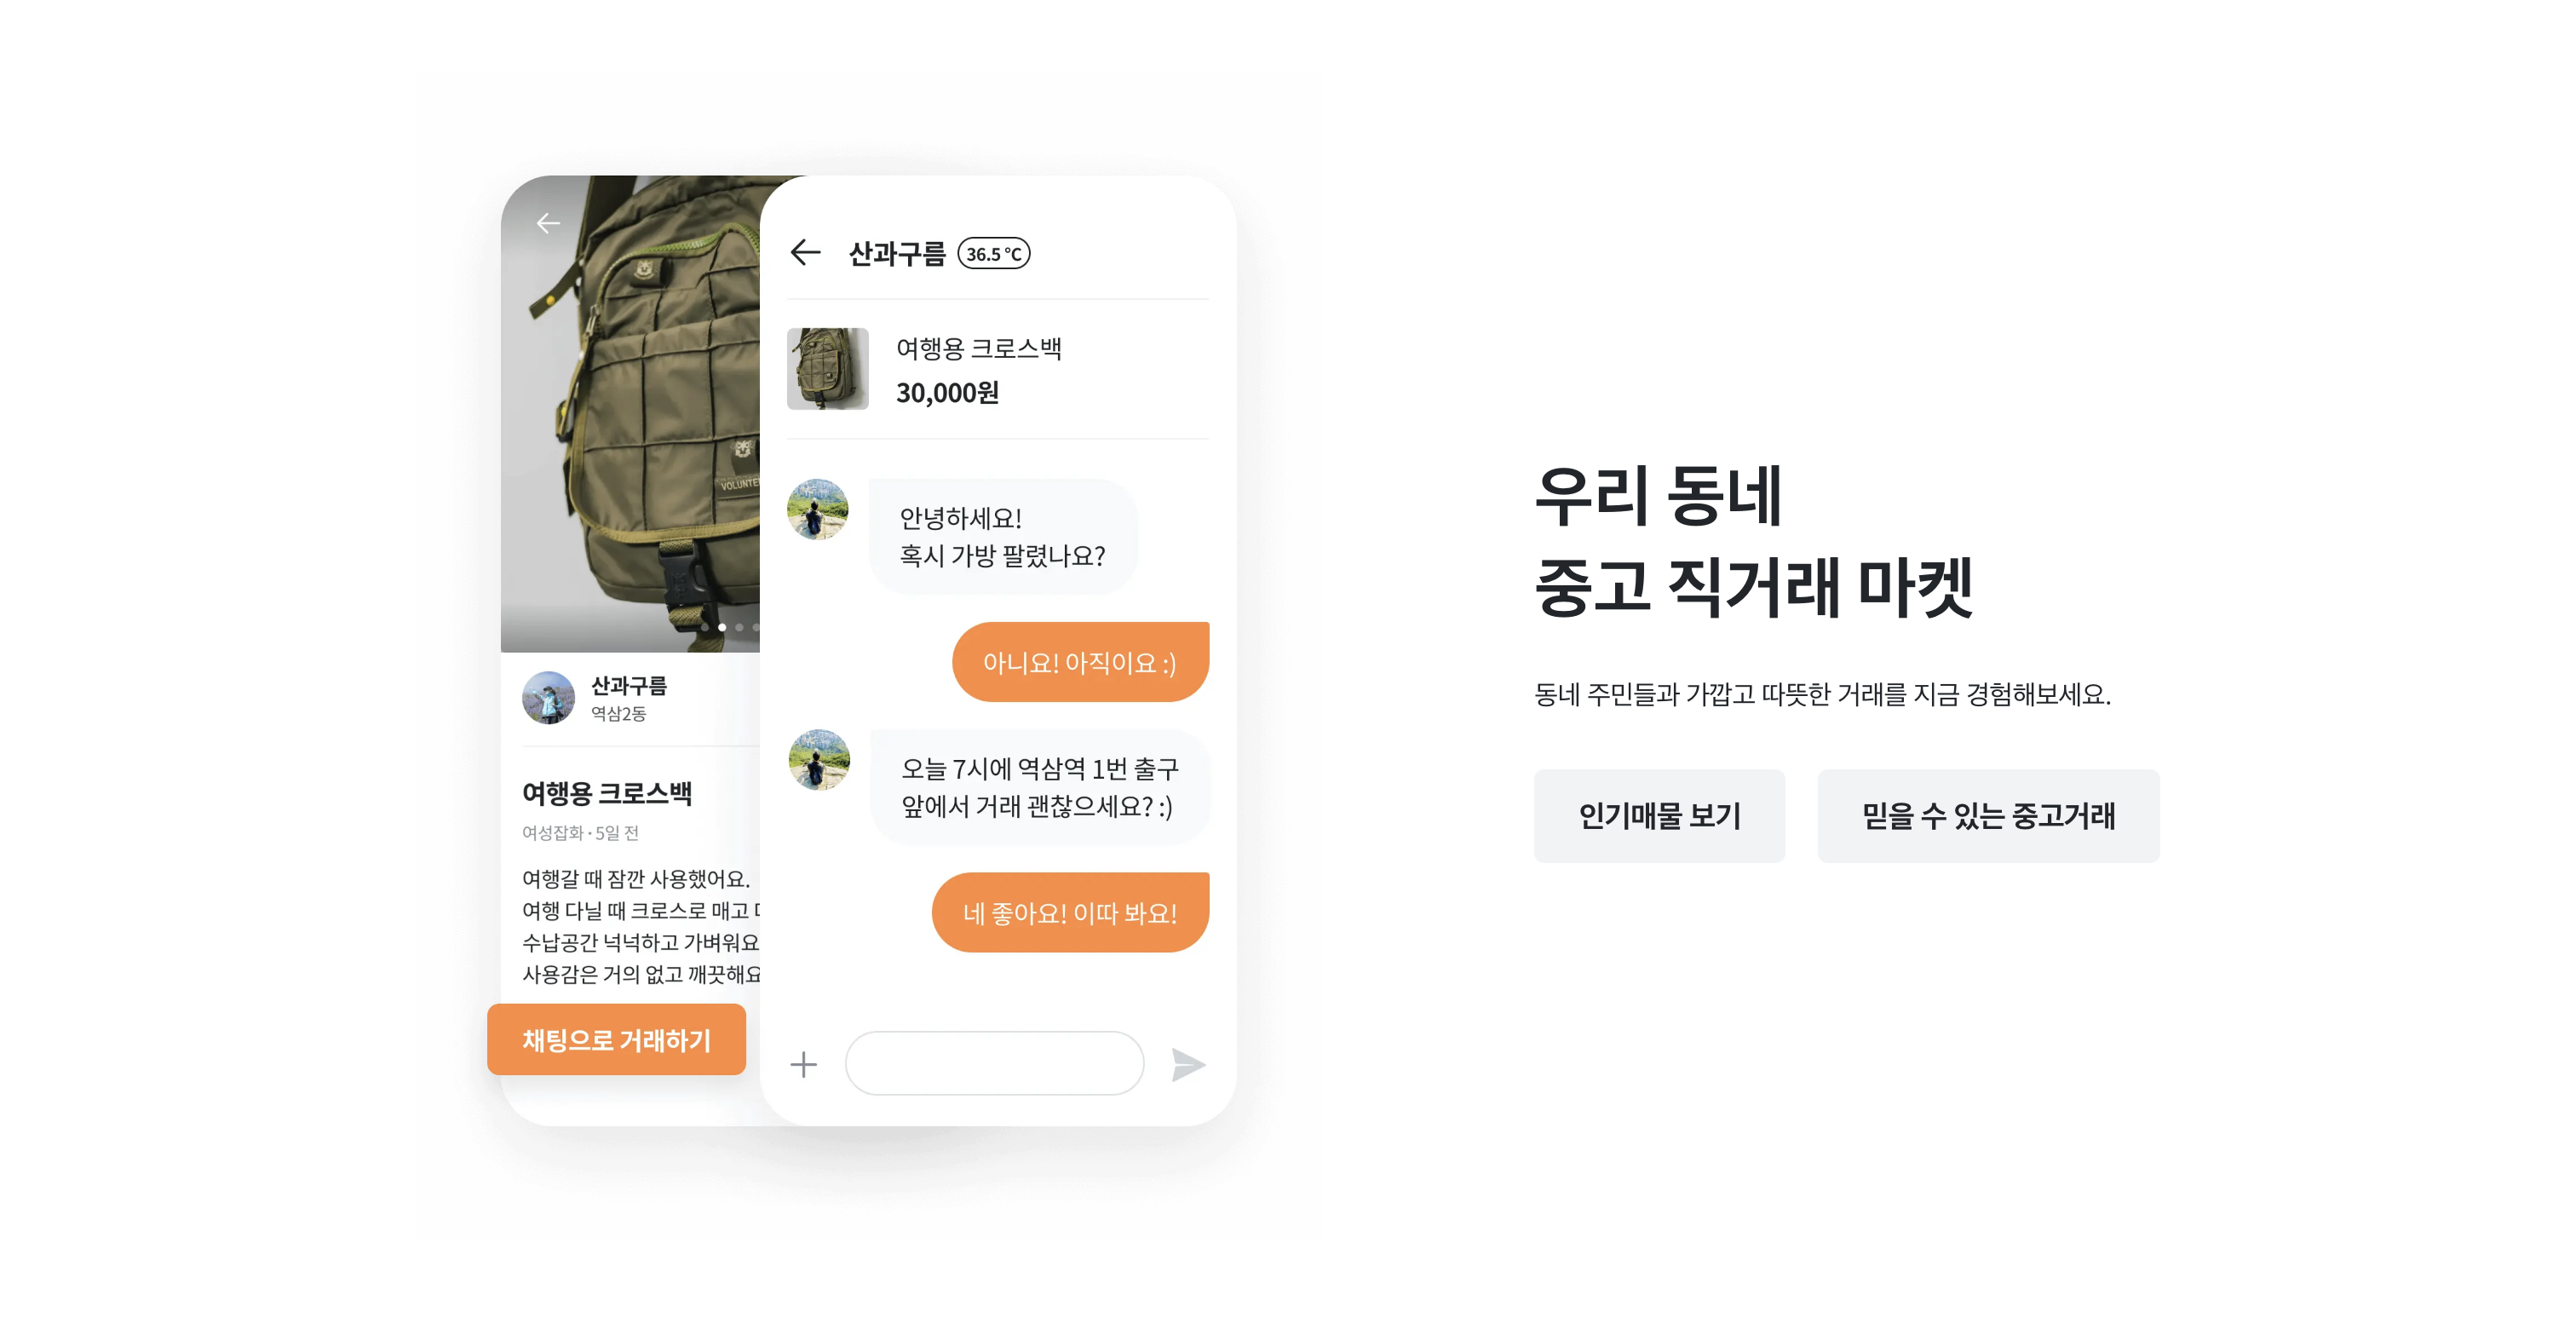 산과구름
역삼2동
여행용 크로스백
여성잡화 · 5일 전
여행갈 때 잠깐 사용했어요.
여행 다닐 때 크로스로 매고
수납공간 넉넉하고 가벼워요
사용감은 거의 없고 깨끗해요
채팅으로 거래하기
산과구름 36.5 °C
여행용 크로스백
30,000원
안녕하세요!
혹시 가방 팔렸나요?
아니요! 아직이요 :)
오늘 7시에 역삼역 1번 출구
앞에서 거래 괜찮으세요? :)
네 좋아요! 이따 봐요!
우리 동네
중고 직거래 마켓
동네 주민들과 가깝고 따뜻한 거래를 지금 경험해보세요.
인기매물 보기
믿을 수 있는 중고거래